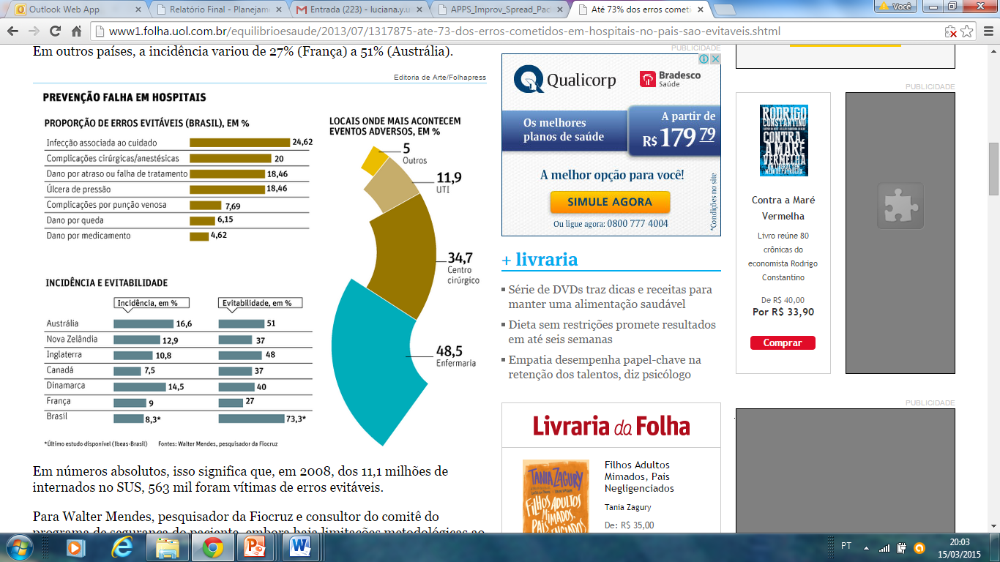 Outlook Web App
Relatório Final - Planejam
Entrada (223) - luciana.y.u
APPS_Improv_Spread_Paci
Até 73% dos erros cometi
Você
www1.folha.uol.com.br/equilibrioesaude/2013/07/1317875-ate-73-dos-erros-cometidos-em-hospitais-no-pais-sao-evitaveis.shtml
Em outros países, a incidência variou de 27% (França) a 51% (Austrália).
Editoria de Arte/Folhapress
PREVENÇÃO FALHA EM HOSPITAIS
PROPORÇÃO DE ERROS EVITÁVEIS (BRASIL), EM %
Infecção associada ao cuidado 24,62
Complicações cirúrgicas/anestésicas 20
Dano por atraso ou falha de tratamento 18,46
Úlcera de pressão 18,46
Complicações por punção venosa 7,69
Dano por queda 6,15
Dano por medicamento 4,62
LOCAIS ONDE MAIS ACONTECEM
EVENTOS ADVERSOS, EM %
5
Outros
11,9
UTI
34,7
Centro
cirúrgico
48,5
Enfermaria
INCIDÊNCIA E EVITABILIDADE
Incidência, em % Evitabilidade, em %
Austrália 16,6 51
Nova Zelândia 12,9 37
Inglaterra 10,8 48
Canadá 7,5 37
Dinamarca 14,5 40
França 9 27
Brasil 8,3* 73,3*
*Último estudo disponível (Ibeas-Brasil) Fontes: Walter Mendes, pesquisador da Fiocruz
Em números absolutos, isso significa que, em 2008, dos 11,1 milhões de
internados no SUS, 563 mil foram vítimas de erros evitáveis.
Para Walter Mendes, pesquisador da Fiocruz e consultor do comitê do
programa de segurança do paciente, embora haja limitações metodológicas ao
PUBLICIDADE
Qualicorp
Bradesco
Saúde
Os melhores
planos de saúde
A partir de
R$ 179 79
A melhor opção para você!
SIMULE AGORA
Ou ligue agora: 0800 777 4004
*Condições no site
+ livraria
Série de DVDs traz dicas e receitas para
manter uma alimentação saudável
Dieta sem restrições promete resultados
em até seis semanas
Empatia desempenha papel-chave na
retenção dos talentos, diz psicólogo
Livraria da Folha
TANIA ZAGURY
FILHOS ADULTOS
MIMADOS,
PAIS
Filhos Adultos
Mimados, Pais
Negligenciados
Tania Zagury
De: R$ 35,00
PUBLICIDADE
RODRIGO
CONSTANTINO
CONTRA
A MARÉ
VERMELHA
Contra a Maré
Vermelha
Livro reúne 80
crônicas do
economista Rodrigo
Constantino
De R$ 40,00
Por R$ 33,90
Comprar
PUBLICIDADE
PT
20:03
15/03/2015